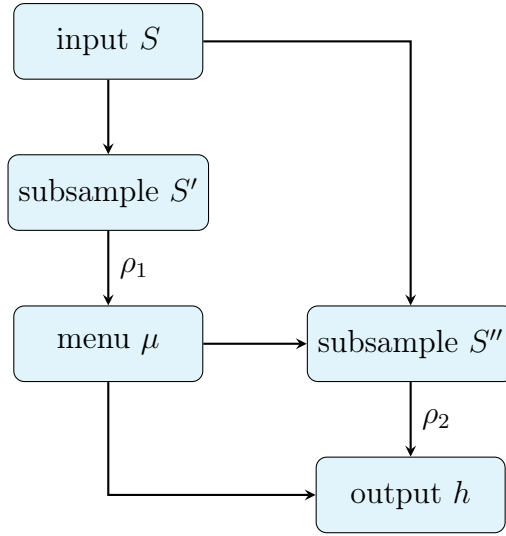 input S
subsample S′
ρ₁
menu μ
subsample S″
ρ₂
output h